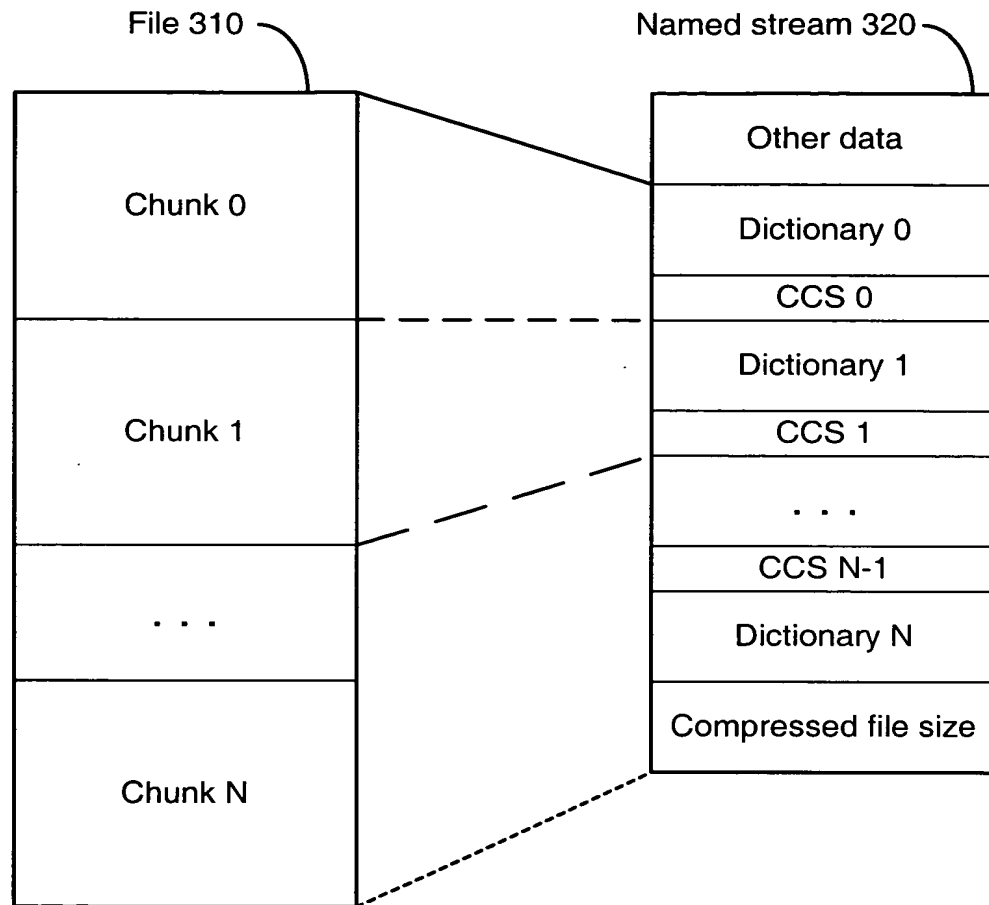 File 310
Chunk 0
Chunk 1
. . .
Chunk N
Named stream 320
Other data
Dictionary 0
CCS 0
Dictionary 1
CCS 1
. . .
CCS N-1
Dictionary N
Compressed file size